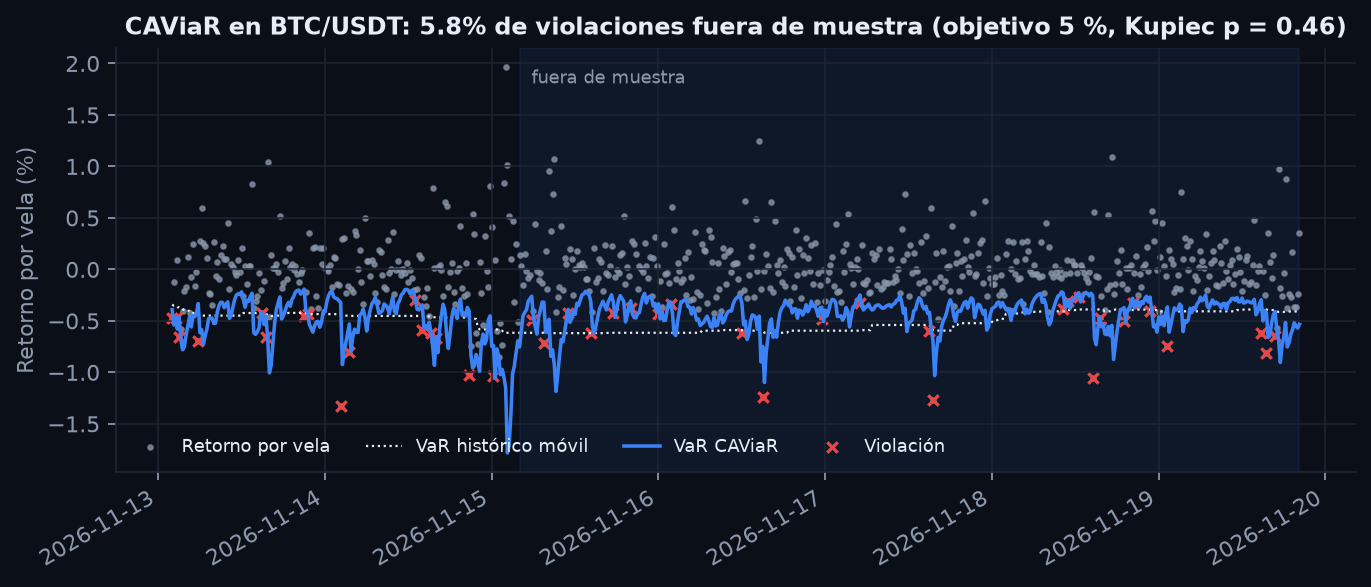 CAViaR en BTC/USDT: 5.8% de violaciones fuera de muestra (objetivo 5 %, Kupiec p = 0.46)
fuera de muestra
Retorno por vela (%)
2.0
1.5
1.0
0.5
0.0
−0.5
−1.0
−1.5
Retorno por vela
VaR histórico móvil
VaR CAViaR
Violación
2026-11-13
2026-11-14
2026-11-15
2026-11-16
2026-11-17
2026-11-18
2026-11-19
2026-11-20